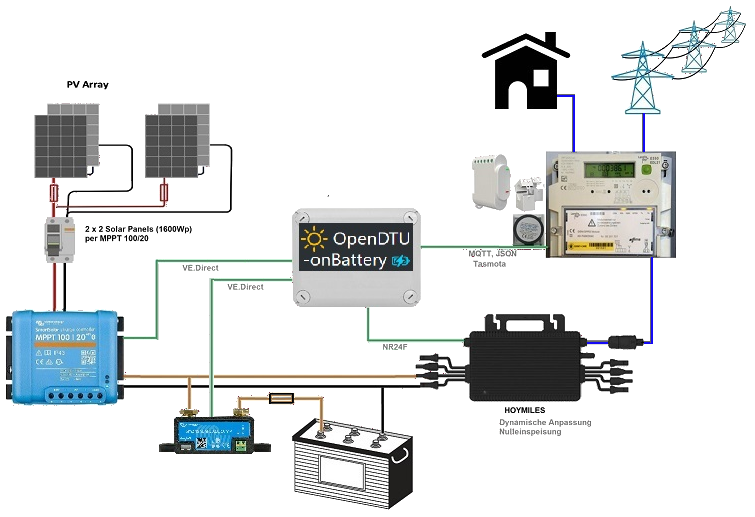 PV Array
2 x 2 Solar Panels (1600Wp)
per MPPT 100/20
OpenDTU
-onBattery
MQTT, JSON
Tasmota
VE.Direct
VE.Direct
NR24F
MPPT 100 | 20
HOYMILES
Dynamische Anpassung
Nulleinspeisung